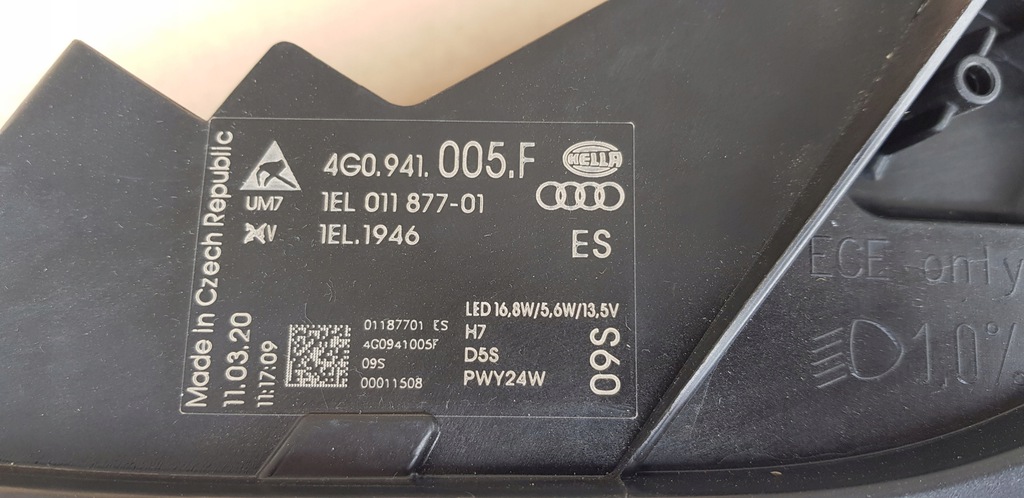 Made in Czech Republic
11.03.20
11:17:09
UM7
4G0.941.005.F
HELLA
1EL 011 877-01
1EL.1946
ES
01187701 ES
4G0941005F
09S
00011508
LED 16,8W/5,6W/13,5V
H7
D5S
PWY24W
09S
ECE only
1,0%